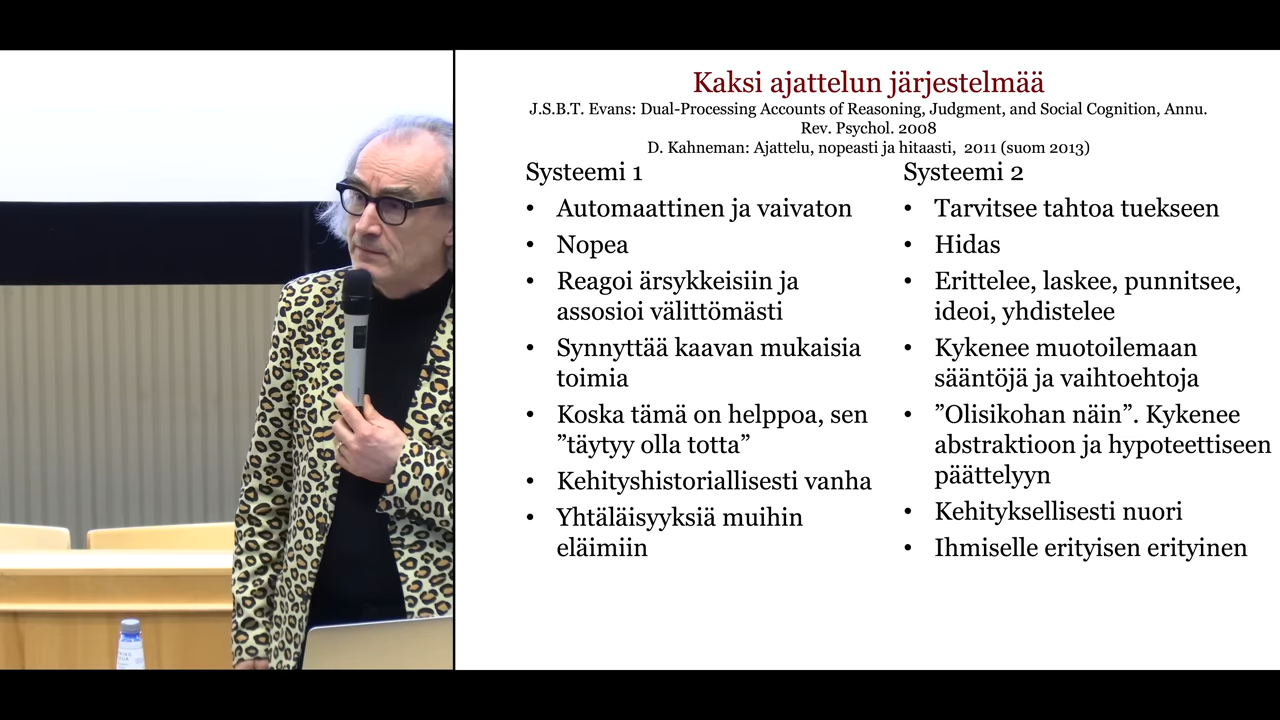 Kaksi ajattelun järjestelmää
J.S.B.T. Evans: Dual-Processing Accounts of Reasoning, Judgment, and Social Cognition, Annu.
Rev. Psychol. 2008
D. Kahneman: Ajattelu, nopeasti ja hitaasti, 2011 (suom 2013)
Systeemi 1
• Automaattinen ja vaivaton
• Nopea
• Reagoi ärsykkeisiin ja
assosioi välittömästi
• Synnyttää kaavan mukaisia
toimia
• Koska tämä on helppoa, sen
”täytyy olla totta”
• Kehityshistoriallisesti vanha
• Yhtäläisyyksiä muihin
eläimiin
Systeemi 2
• Tarvitsee tahtoa tuekseen
• Hidas
• Erittelee, laskee, punnitsee,
ideoi, yhdistelee
• Kykenee muotoilemaan
sääntöjä ja vaihtoehtoja
• ”Olisikohan näin”. Kykenee
abstraktioon ja hypoteettiseen
päättelyyn
• Kehityksellisesti nuori
• Ihmiselle erityisen erityinen